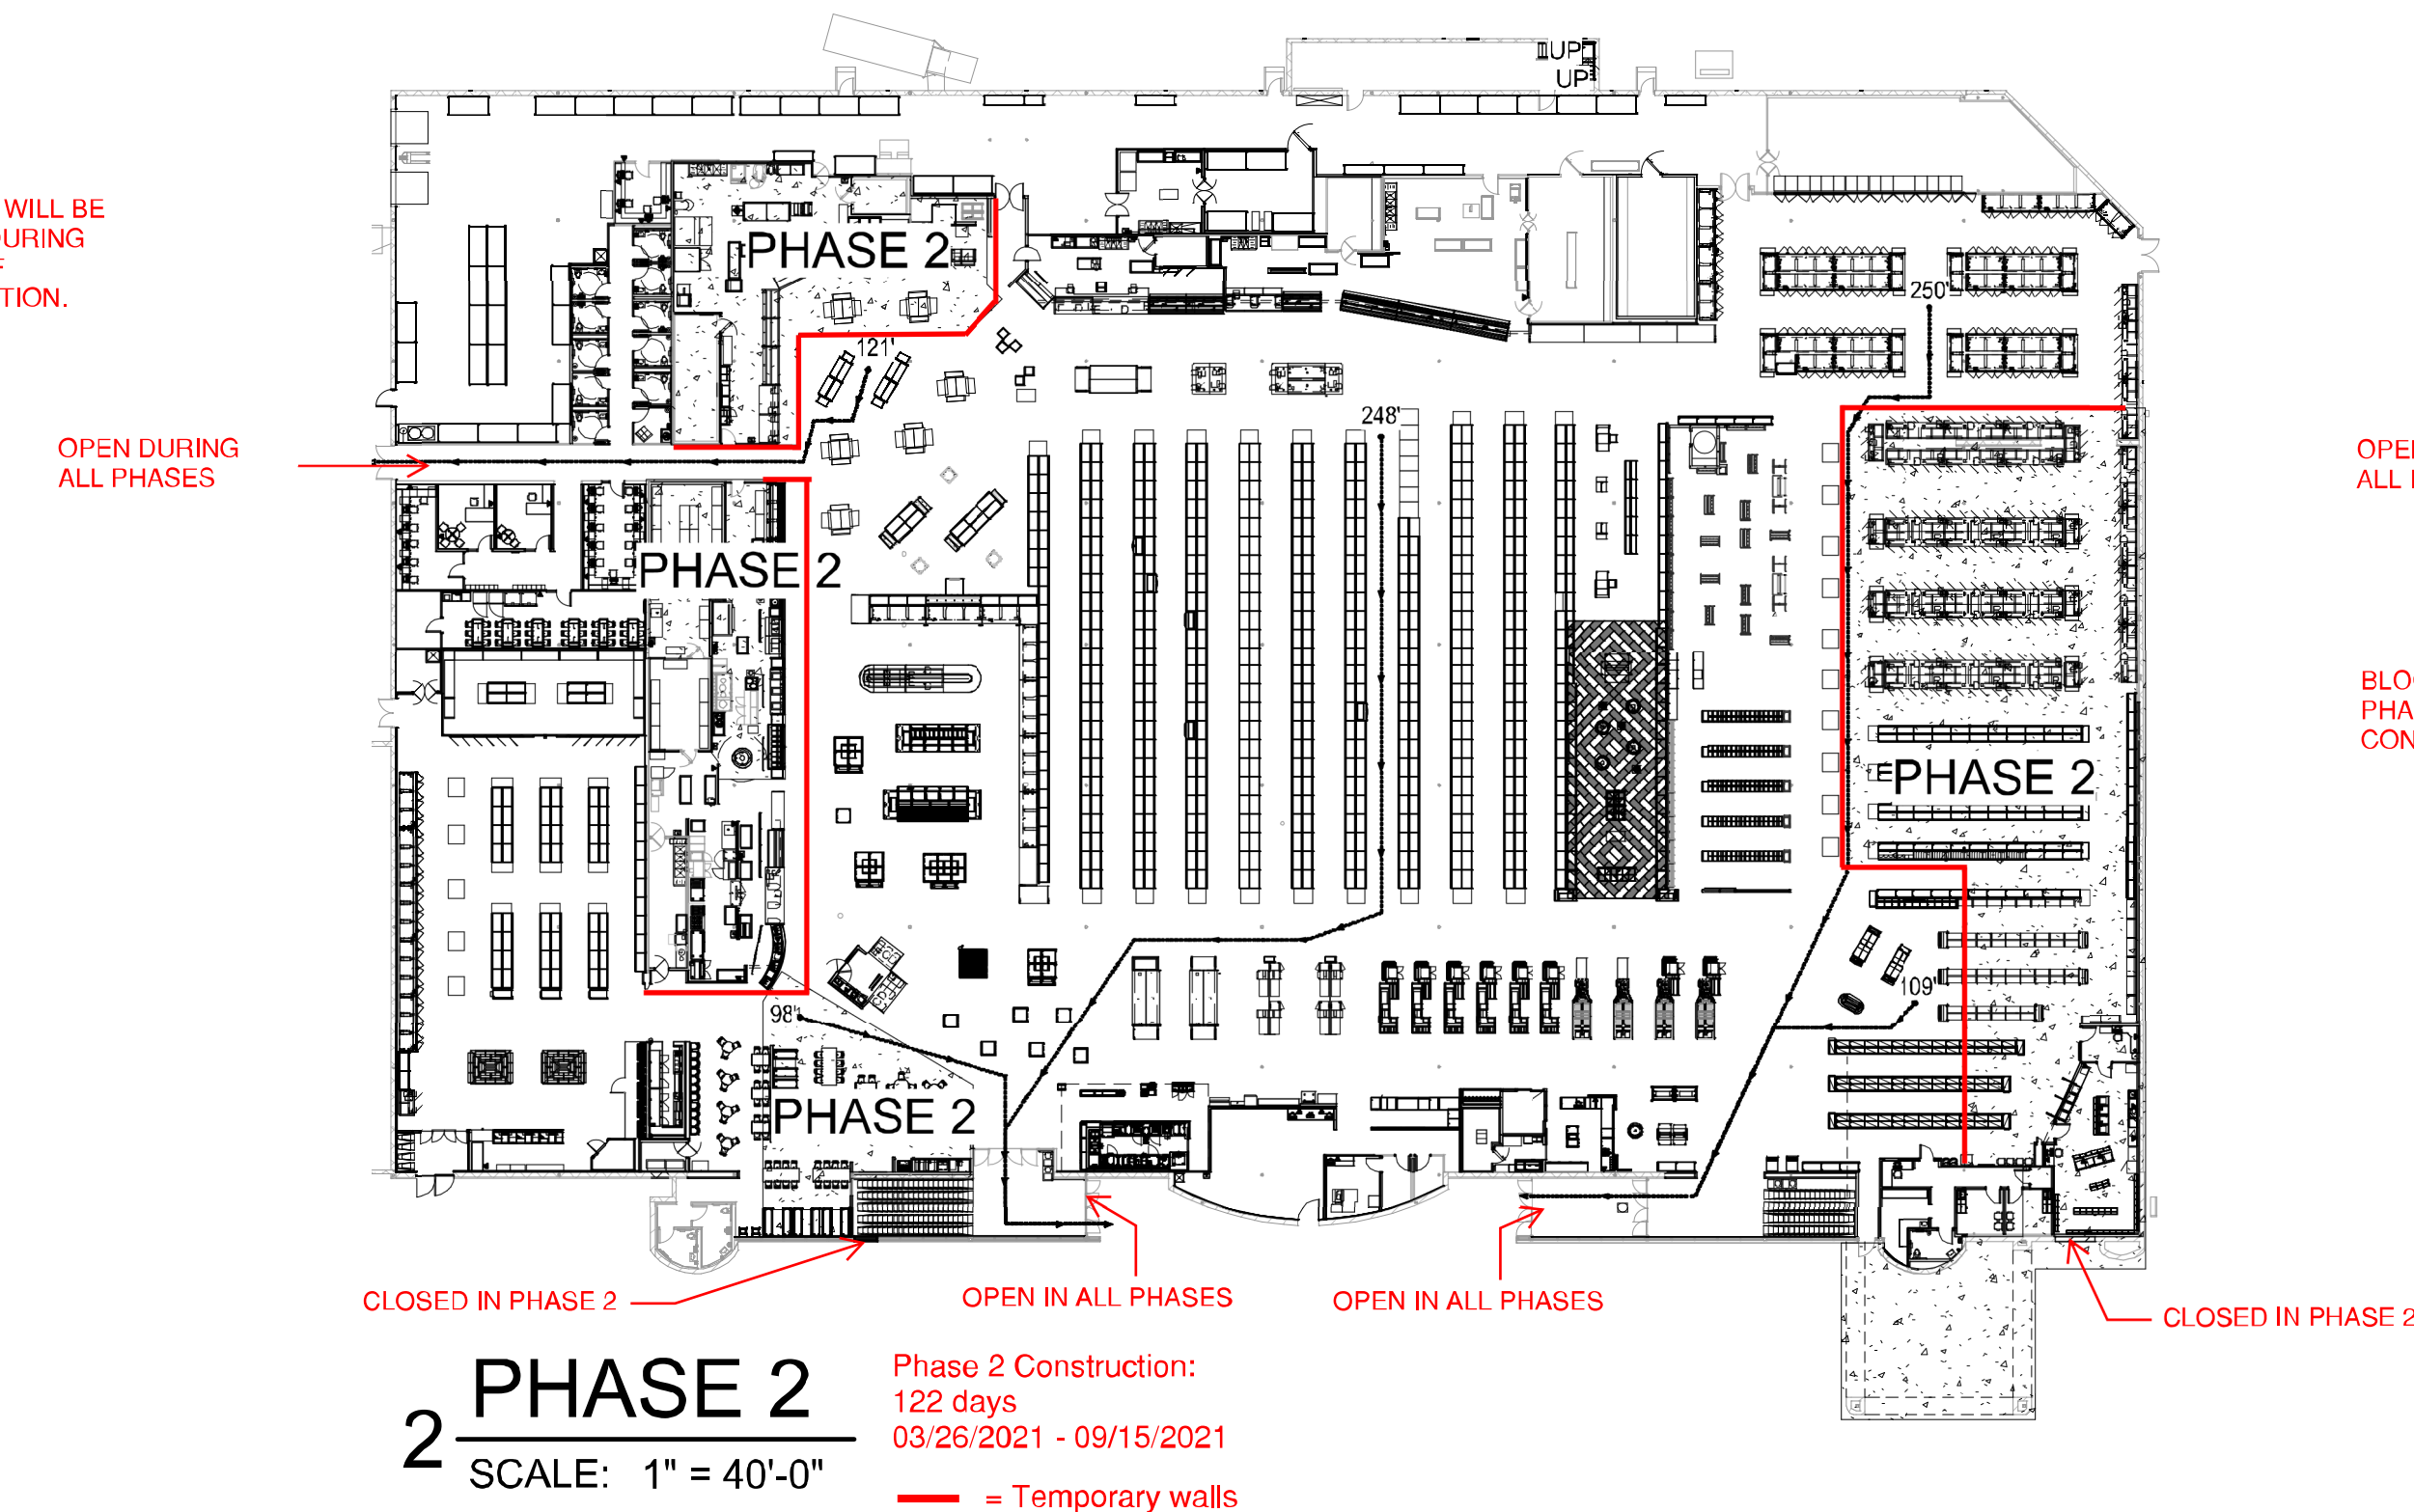 UP
UP
WILL BE
DURING
TION.
PHASE 2
250'
121'
248'
OPEN DURING
ALL PHASES
OPE
ALL
PHASE 2
BLO
PHA
CON
PHASE 2
98'
109'
PHASE 2
CLOSED IN PHASE 2
OPEN IN ALL PHASES
OPEN IN ALL PHASES
CLOSED IN PHASE 2
2
PHASE 2
SCALE: 1" = 40'-0"
Phase 2 Construction:
122 days
03/26/2021 - 09/15/2021
= Temporary walls